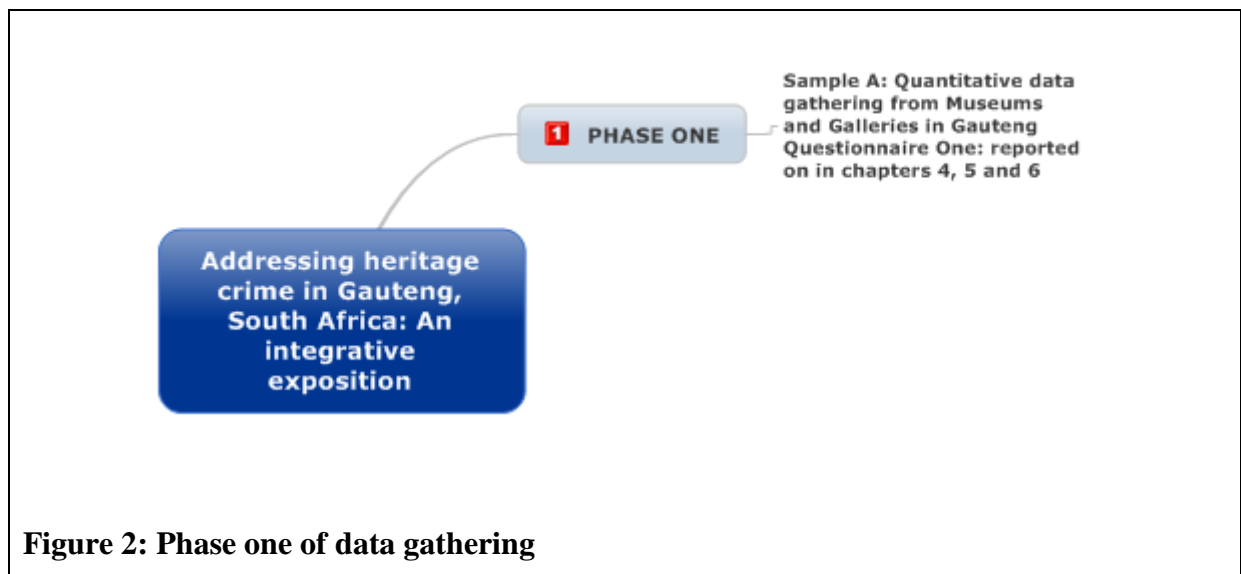 Sample A: Quantitative data
gathering from Museums
and Galleries in Gauteng
Questionnaire One: reported
on in chapters 4, 5 and 6
1 PHASE ONE
Addressing heritage
crime in Gauteng,
South Africa: An
integrative
exposition
Figure 2: Phase one of data gathering